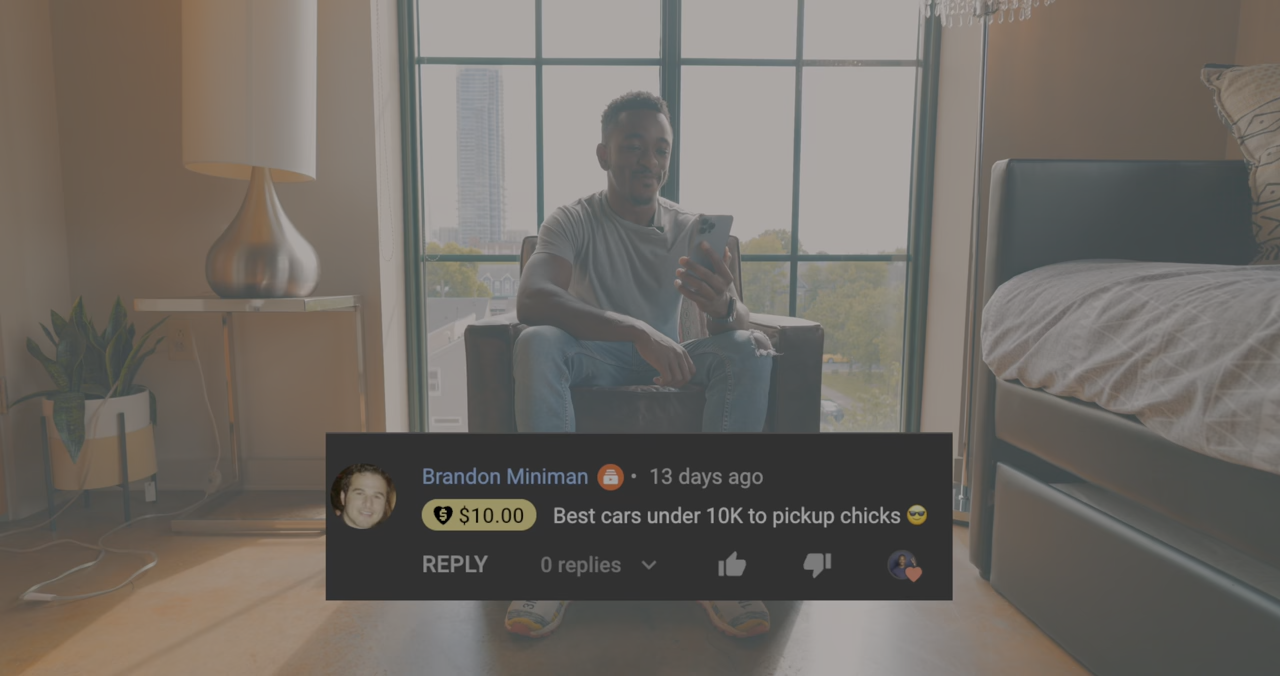 Brandon Miniman • 13 days ago
$10.00 Best cars under 10K to pickup chicks 😎
REPLY 0 replies